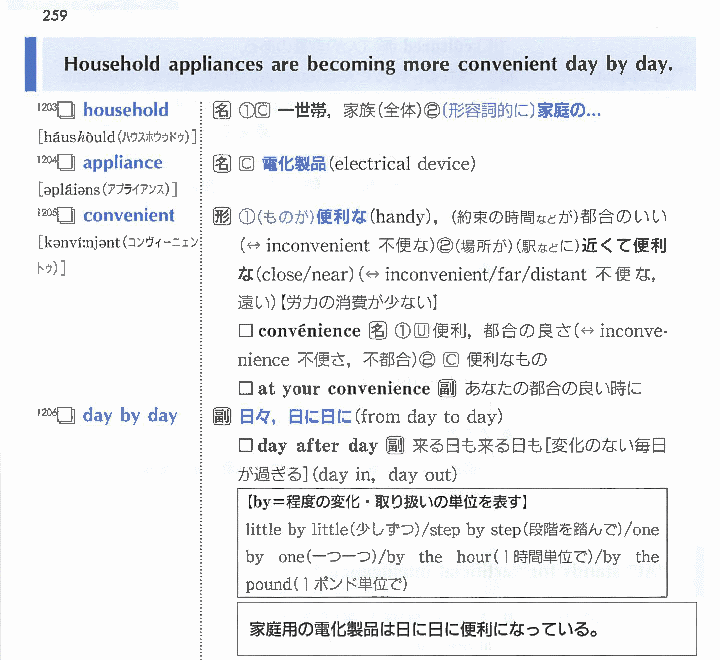 259
Household appliances are becoming more convenient day by day.
1203□ household 名 ①C 一世帯，家族(全体)②(形容詞的に)家庭の…
[háushòuld(ハウスホウゥドゥ)]
1204□ appliance 名 C 電化製品(electrical device)
[əpláiəns(アプライアンス)]
1205□ convenient 形 ①(ものが)便利な(handy)，(約束の時間などが)都合のいい
[kənvíːnjənt(コンヴィーニェン (↔ inconvenient 不便な)②(場所が)(駅などに)近くて便利
トゥ)] な(close/near)(↔ inconvenient/far/distant 不便な，
遠い)【労力の消費が少ない】
□ convénience 名 ①U便利，都合の良さ(↔ inconve-
nience 不便さ，不都合)② C 便利なもの
□ at your convenience 副 あなたの都合の良い時に
1206□ day by day 副 日々，日に日に(from day to day)
□ day after day 副 来る日も来る日も[変化のない毎日
が過ぎる](day in, day out)
【by＝程度の変化・取り扱いの単位を表す】
little by little(少しずつ)/step by step(段階を踏んで)/one
by one(一つ一つ)/by the hour(1時間単位で)/by the
pound(1ポンド単位で)
家庭用の電化製品は日に日に便利になっている。